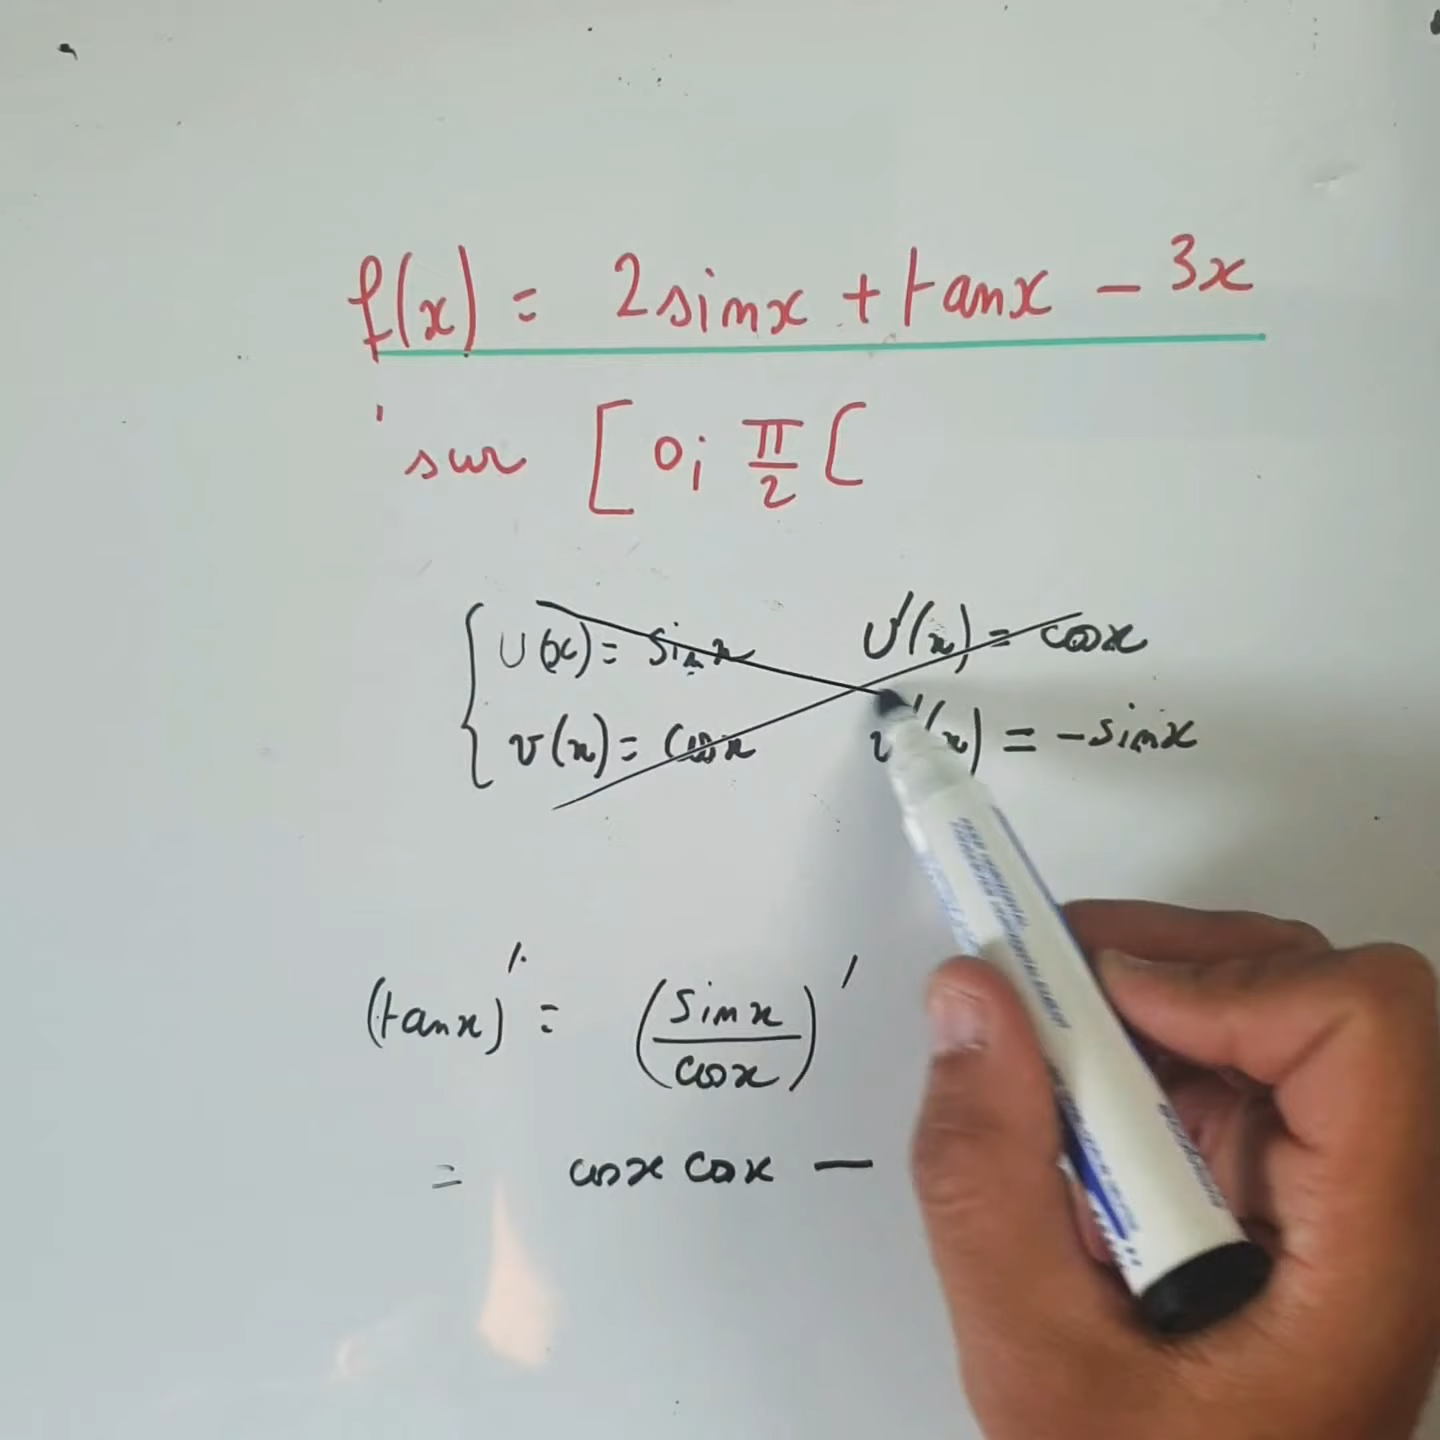 f(x) = 2sinx + tanx - 3x
sur [0; π/2[
U(x) = sinx U'(x) = cosx
v(x) = cosx v'(x) = -sinx
(tanx)' = (sinx/cosx)'
= cosx cosx -